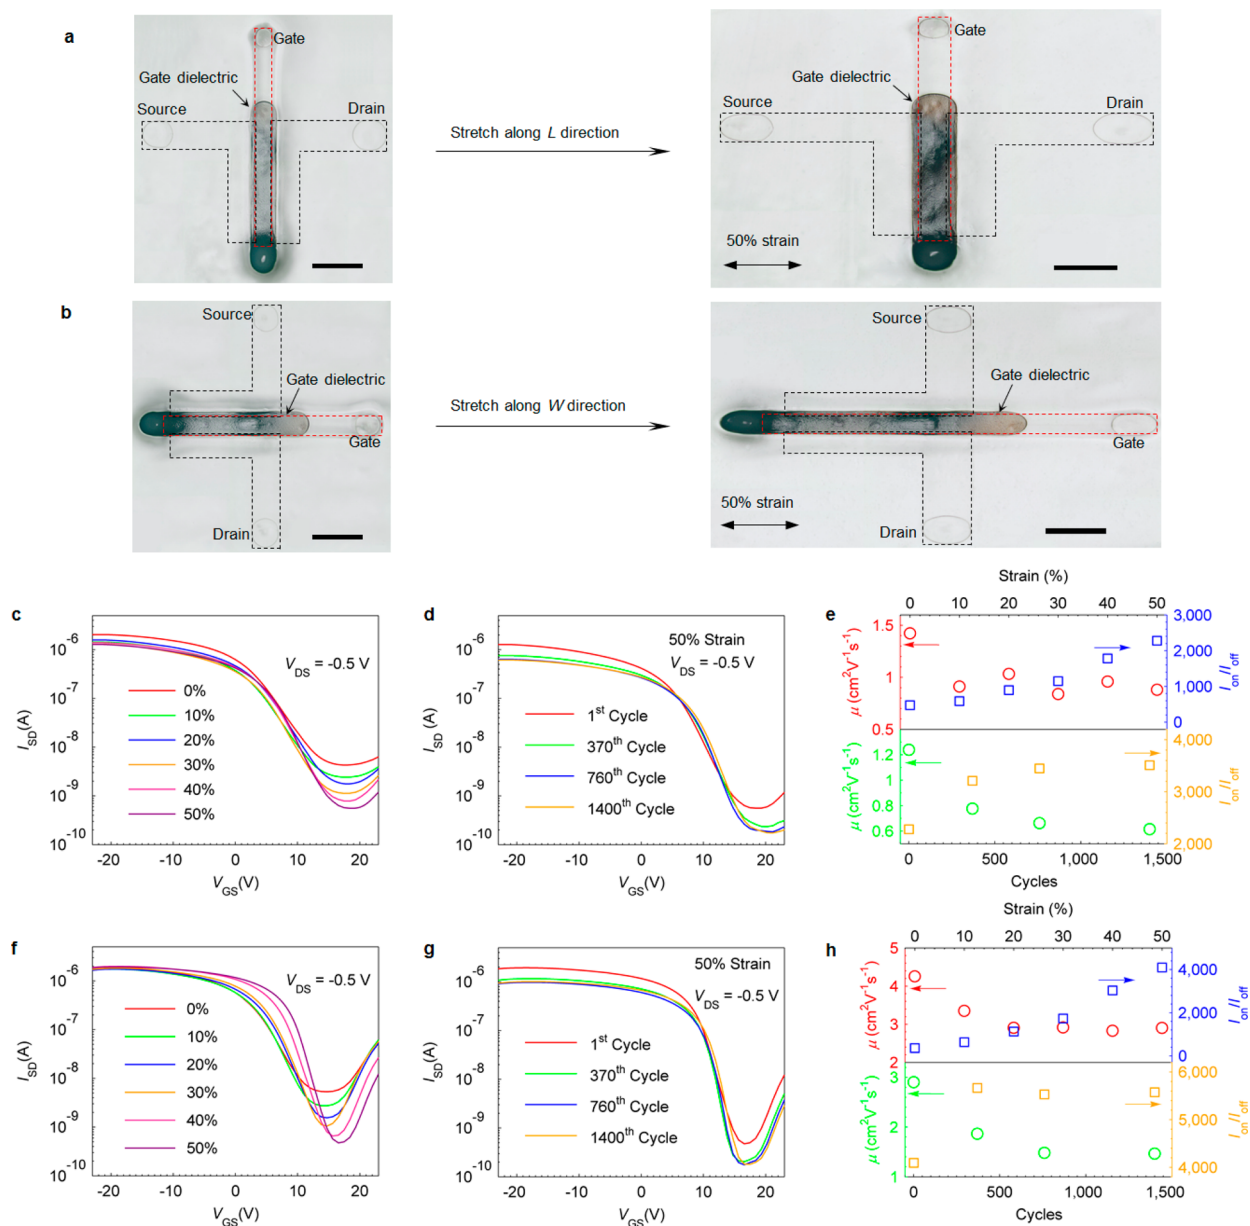 a
Gate
Gate dielectric
Source
Drain
Stretch along L direction
Gate
Gate dielectric
Source
Drain
50% strain
b
Source
Gate dielectric
Gate
Drain
Stretch along W direction
Source
Gate dielectric
Gate
50% strain
Drain
c
10⁻⁶
10⁻⁷
10⁻⁸
10⁻⁹
10⁻¹⁰
I_SD(A)
V_DS = -0.5 V
0%
10%
20%
30%
40%
50%
-20 -10 0 10 20
V_GS(V)
d
10⁻⁶
10⁻⁷
10⁻⁸
10⁻⁹
10⁻¹⁰
I_SD(A)
50% Strain
V_DS = -0.5 V
1st Cycle
370th Cycle
760th Cycle
1400th Cycle
-20 -10 0 10 20
V_GS(V)
e
Strain (%)
0 10 20 30 40 50
1.5
1
0.5
μ (cm²V⁻¹s⁻¹)
3,000
2,000
1,000
0
I_on/I_off
1.2
1
0.8
0.6
μ (cm²V⁻¹s⁻¹)
4,000
3,000
2,000
I_on/I_off
0 500 1,000 1,500
Cycles
f
10⁻⁶
10⁻⁷
10⁻⁸
10⁻⁹
10⁻¹⁰
I_SD(A)
V_DS = -0.5 V
0%
10%
20%
30%
40%
50%
-20 -10 0 10 20
V_GS(V)
g
10⁻⁶
10⁻⁷
10⁻⁸
10⁻⁹
10⁻¹⁰
I_SD(A)
50% Strain
V_DS = -0.5 V
1st Cycle
370th Cycle
760th Cycle
1400th Cycle
-20 -10 0 10 20
V_GS(V)
h
Strain (%)
0 10 20 30 40 50
5
4
3
2
μ (cm²V⁻¹s⁻¹)
4,000
2,000
0
I_on/I_off
3
2
1
μ (cm²V⁻¹s⁻¹)
6,000
5,000
4,000
I_on/I_off
0 500 1,000 1,500
Cycles